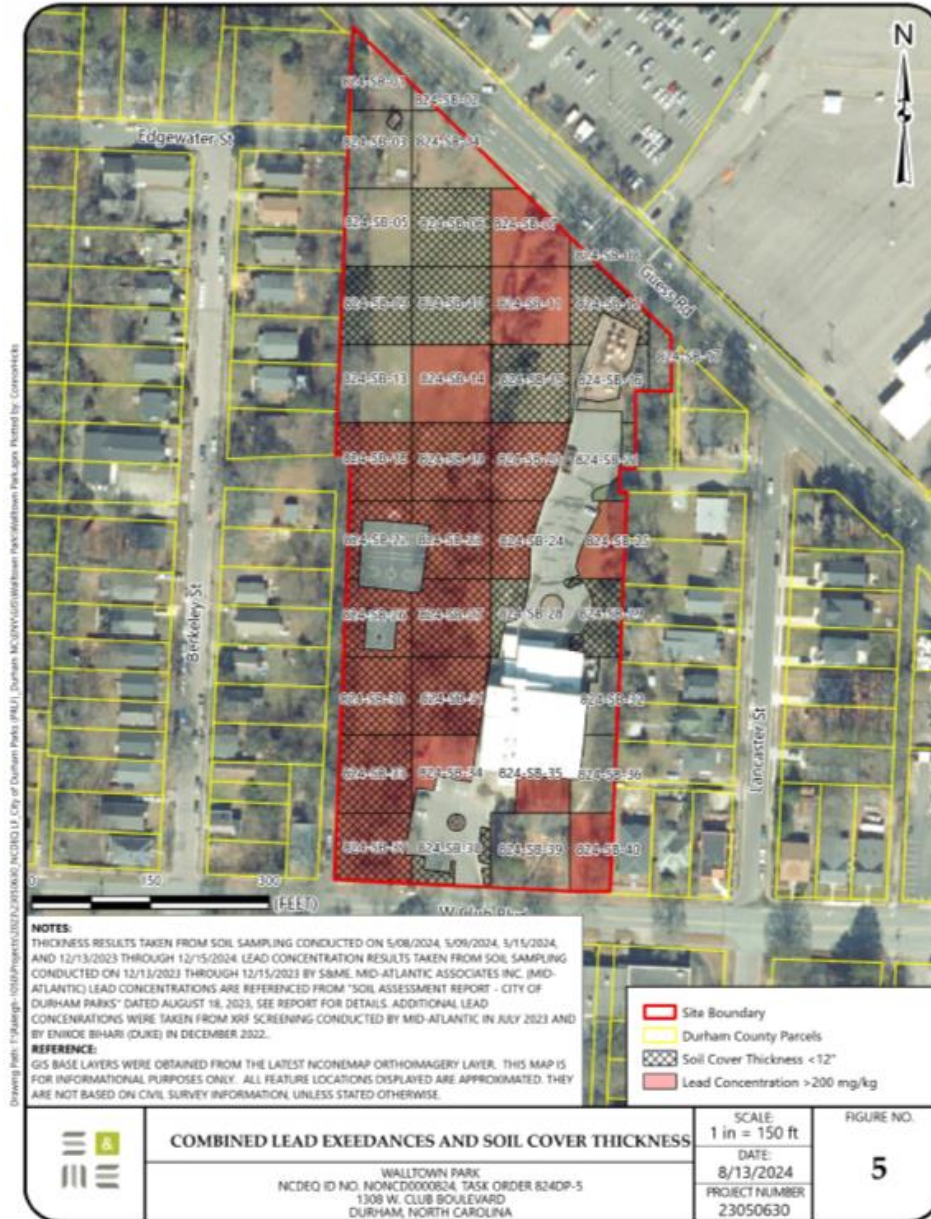 N
824-SB-01
824-SB-02
Edgewater St
824-SB-03 824-SB-04
824-SB-05 824-SB-06 824-SB-07
824-SB-08
Guess Rd
824-SB-09 824-SB-10 824-SB-11 824-SB-12
824-SB-17
824-SB-13 824-SB-14 824-SB-15 824-SB-16
824-SB-18 824-SB-19 824-SB-20 824-SB-21
824-SB-22 824-SB-23 824-SB-24 824-SB-25
824-SB-26 824-SB-27 824-SB-28 824-SB-29
Berkeley St
824-SB-30 824-SB-31 824-SB-32
Lancaster St
824-SB-33 824-SB-34 824-SB-35 824-SB-36
824-SB-37 824-SB-38 824-SB-39 824-SB-40
0 150 300
(FEET)
W Club Blvd
NOTES:
THICKNESS RESULTS TAKEN FROM SOIL SAMPLING CONDUCTED ON 5/08/2024, 5/09/2024, 5/15/2024,
AND 12/13/2023 THROUGH 12/15/2024. LEAD CONCENTRATION RESULTS TAKEN FROM SOIL SAMPLING
CONDUCTED ON 12/13/2023 THROUGH 12/15/2023 BY S&ME. MID-ATLANTIC ASSOCIATES INC. (MID-
ATLANTIC) LEAD CONCENTRATIONS ARE REFERENCED FROM "SOIL ASSESSMENT REPORT - CITY OF
DURHAM PARKS" DATED AUGUST 18, 2023, SEE REPORT FOR DETAILS. ADDITIONAL LEAD
CONCENRATIONS WERE TAKEN FROM XRF SCREENING CONDUCTED BY MID-ATLANTIC IN JULY 2023 AND
BY ENIKOE BIHARI (DUKE) IN DECEMBER 2022.
REFERENCE:
GIS BASE LAYERS WERE OBTAINED FROM THE LATEST NCONEMAP ORTHOIMAGERY LAYER. THIS MAP IS
FOR INFORMATIONAL PURPOSES ONLY. ALL FEATURE LOCATIONS DISPLAYED ARE APPROXIMATED. THEY
ARE NOT BASED ON CIVIL SURVEY INFORMATION, UNLESS STATED OTHERWISE.
Site Boundary
Durham County Parcels
Soil Cover Thickness <12"
Lead Concentration >200 mg/kg
&
ME
COMBINED LEAD EXEEDANCES AND SOIL COVER THICKNESS
WALLTOWN PARK
NCDEQ ID NO. NONCD0000824, TASK ORDER 824DP-5
1308 W. CLUB BOULEVARD
DURHAM, NORTH CAROLINA
SCALE:
1 in = 150 ft
DATE:
8/13/2024
PROJECT NUMBER
23050630
FIGURE NO.
5